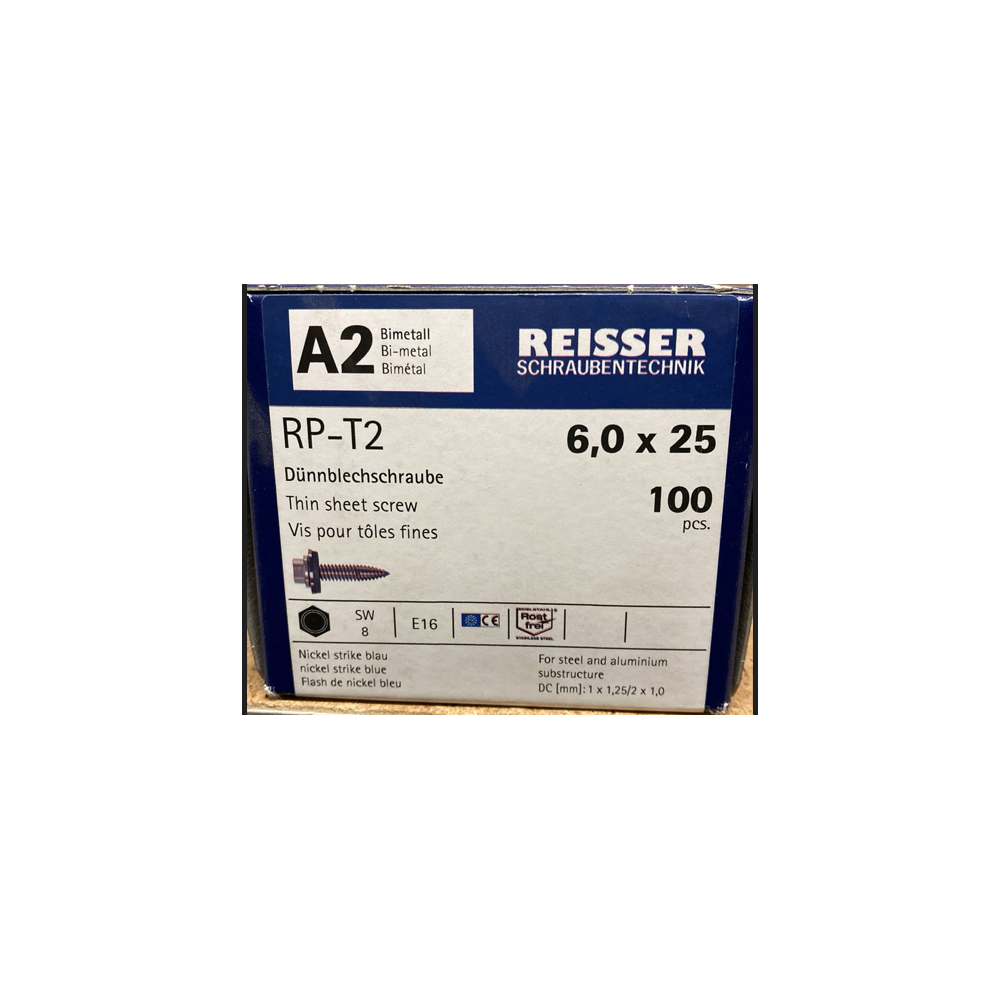 A2
Bimetall
Bi-metal
Bimétal
REISSER
SCHRAUBENTECHNIK
RP-T2
6,0 x 25
Dünnblechschraube
Thin sheet screw
Vis pour tôles fines
100
pcs.
SW
8
E16
CE
Rost
frei
Nickel strike blau
nickel strike blue
Flash de nickel bleu
For steel and aluminium
substructure
DC [mm]: 1 x 1,25/2 x 1,0